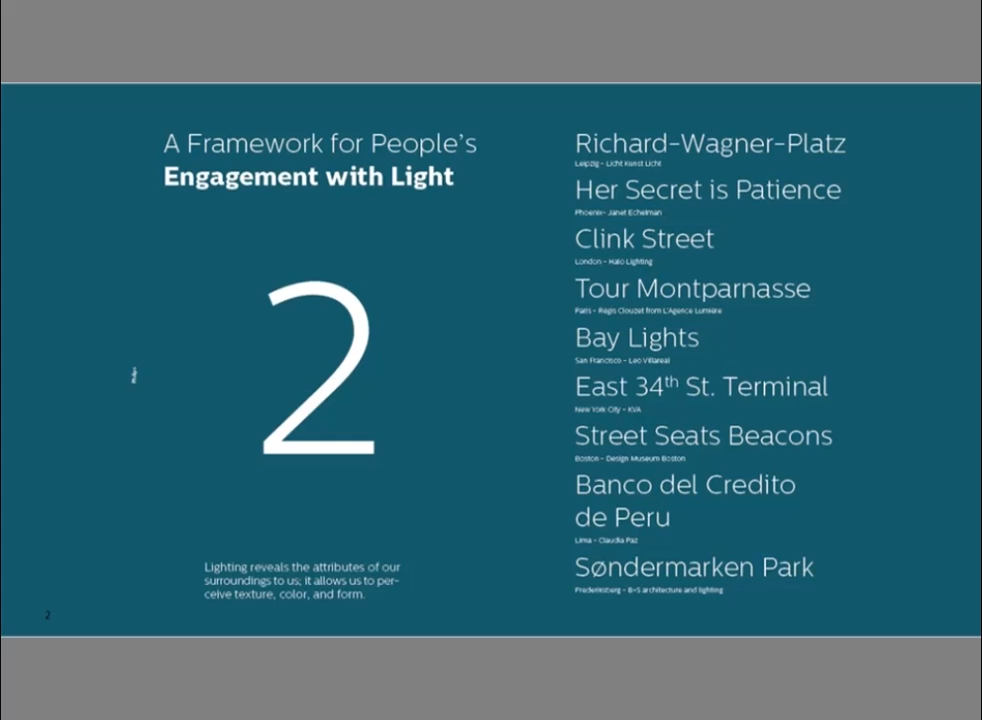 A Framework for People's
Engagement with Light
2
Philips
Lighting reveals the attributes of our
surroundings to us; it allows us to per-
ceive texture, color, and form.
2
Richard-Wagner-Platz
Leipzig - Licht Kunst Licht
Her Secret is Patience
Phoenix- Janet Echelman
Clink Street
London - Halo Lighting
Tour Montparnasse
Paris - Régis Clouzet from L'Agence Lumière
Bay Lights
San Francisco - Leo Villareal
East 34th St. Terminal
New York City - KVA
Street Seats Beacons
Boston - Design Museum Boston
Banco del Credito
de Peru
Lima - Claudia Paz
Søndermarken Park
Frederiksberg - B+S architecture and lighting